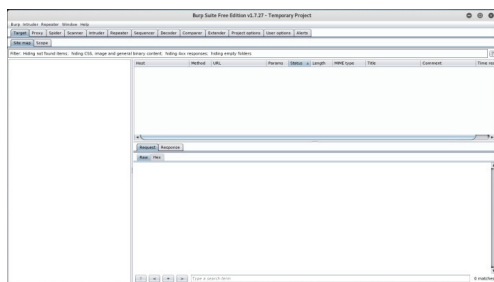 Burp Suite Free Edition v1.7.27 - Temporary Project
Burp Intruder Repeater Window Help
Target Proxy Spider Scanner Intruder Repeater Sequencer Decoder Comparer Extender Project options User options Alerts
Site map Scope
Filter: Hiding not found items; hiding CSS, image and general binary content; hiding 4xx responses; hiding empty folders
Host Method URL Params Status Length MIME type Title Comment Time re
Request Response
Raw Hex
? < + > Type a search term 0 matches